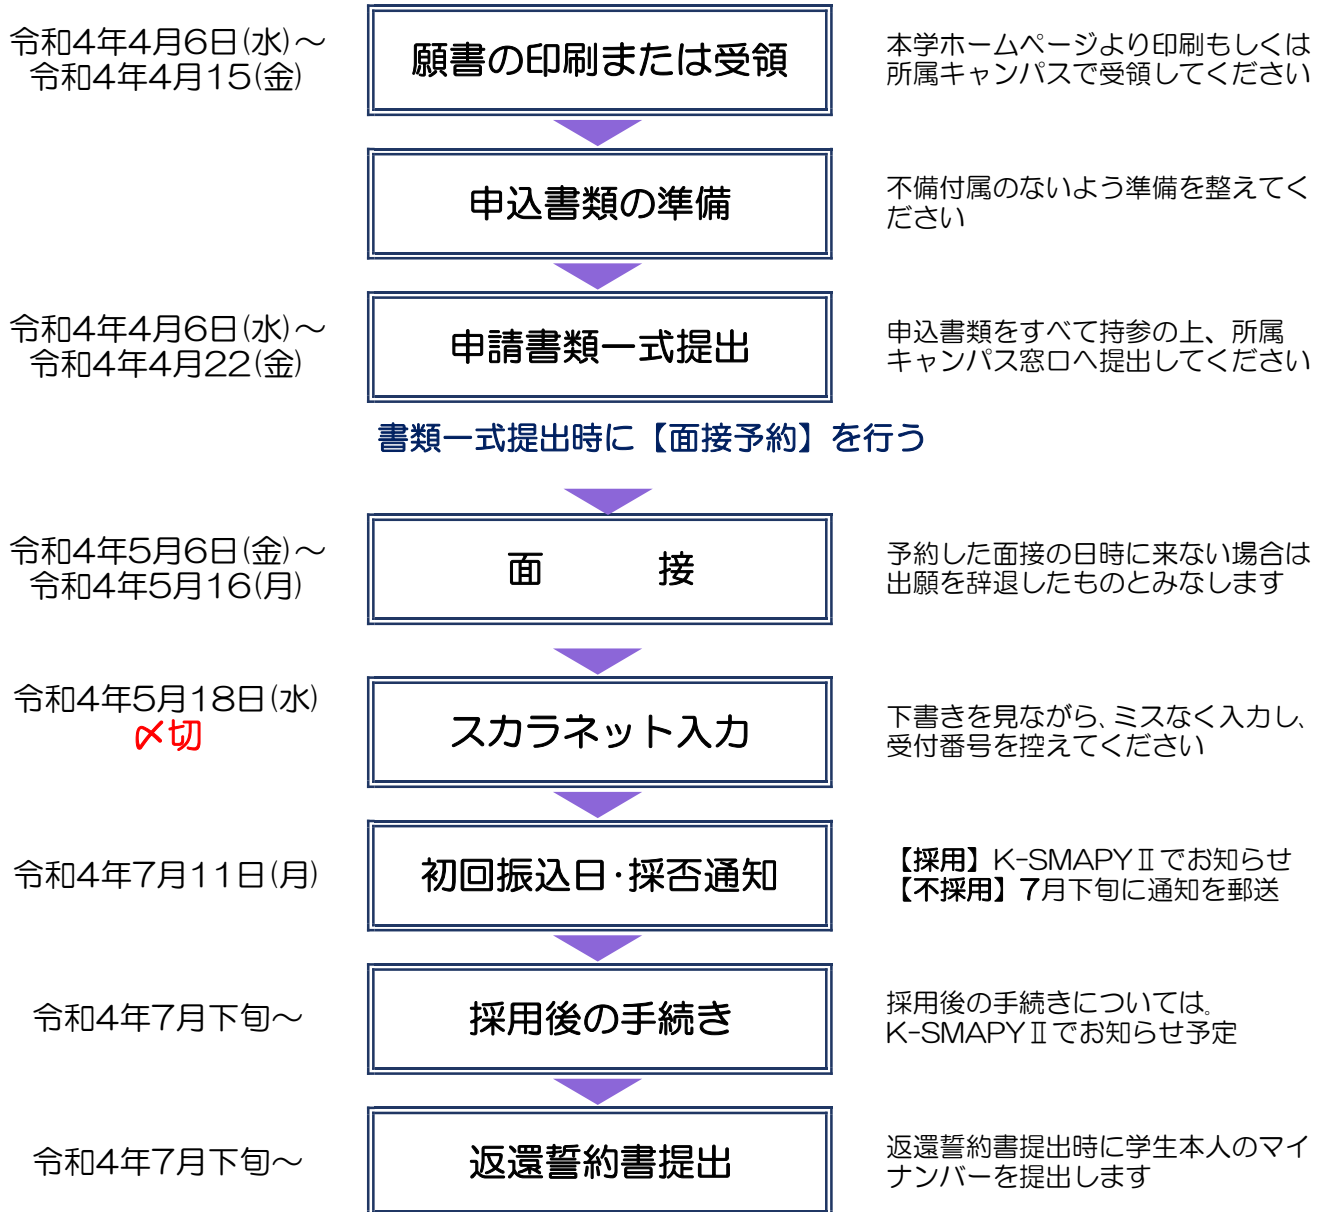 令和4年4月6日(水)～
令和4年4月15(金)
願書の印刷または受領
本学ホームページより印刷もしくは
所属キャンパスで受領してください
申込書類の準備
不備付属のないよう準備を整えてく
ださい
令和4年4月6日(水)～
令和4年4月22(金)
申請書類一式提出
申込書類をすべて持参の上、所属
キャンパス窓口へ提出してください
書類一式提出時に【面接予約】を行う
令和4年5月6日(金)～
令和4年5月16(月)
面　接
予約した面接の日時に来ない場合は
出願を辞退したものとみなします
令和4年5月18日(水)
〆切
スカラネット入力
下書きを見ながら、ミスなく入力し、
受付番号を控えてください
令和4年7月11日(月)
初回振込日・採否通知
【採用】K-SMAPYⅡでお知らせ
【不採用】7月下旬に通知を郵送
令和4年7月下旬～
採用後の手続き
採用後の手続きについては。
K-SMAPYⅡでお知らせ予定
令和4年7月下旬～
返還誓約書提出
返還誓約書提出時に学生本人のマイ
ナンバーを提出します